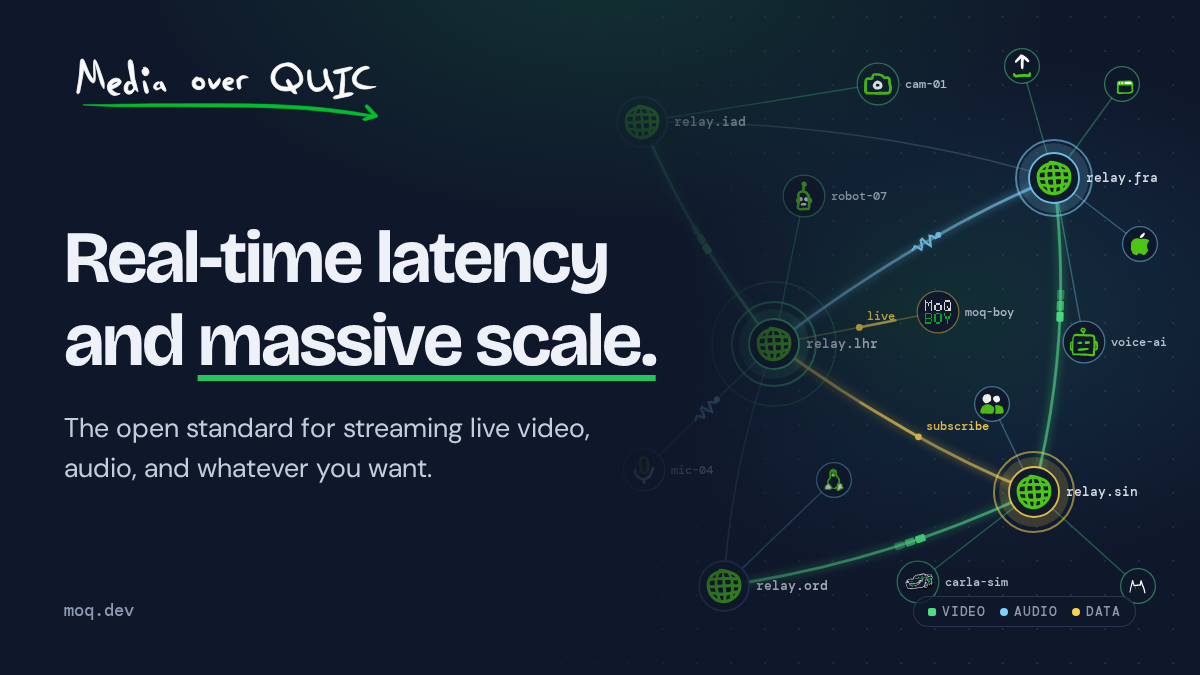 Media over QUIC
Real-time latency
and massive scale.
The open standard for streaming live video,
audio, and whatever you want.
moq.dev
cam-01
relay.iad
relay.fra
robot-07
live
MoQ
BOY
moq-boy
relay.lhr
voice-ai
subscribe
mic-04
relay.sin
relay.ord
carla-sim
VIDEO AUDIO DATA